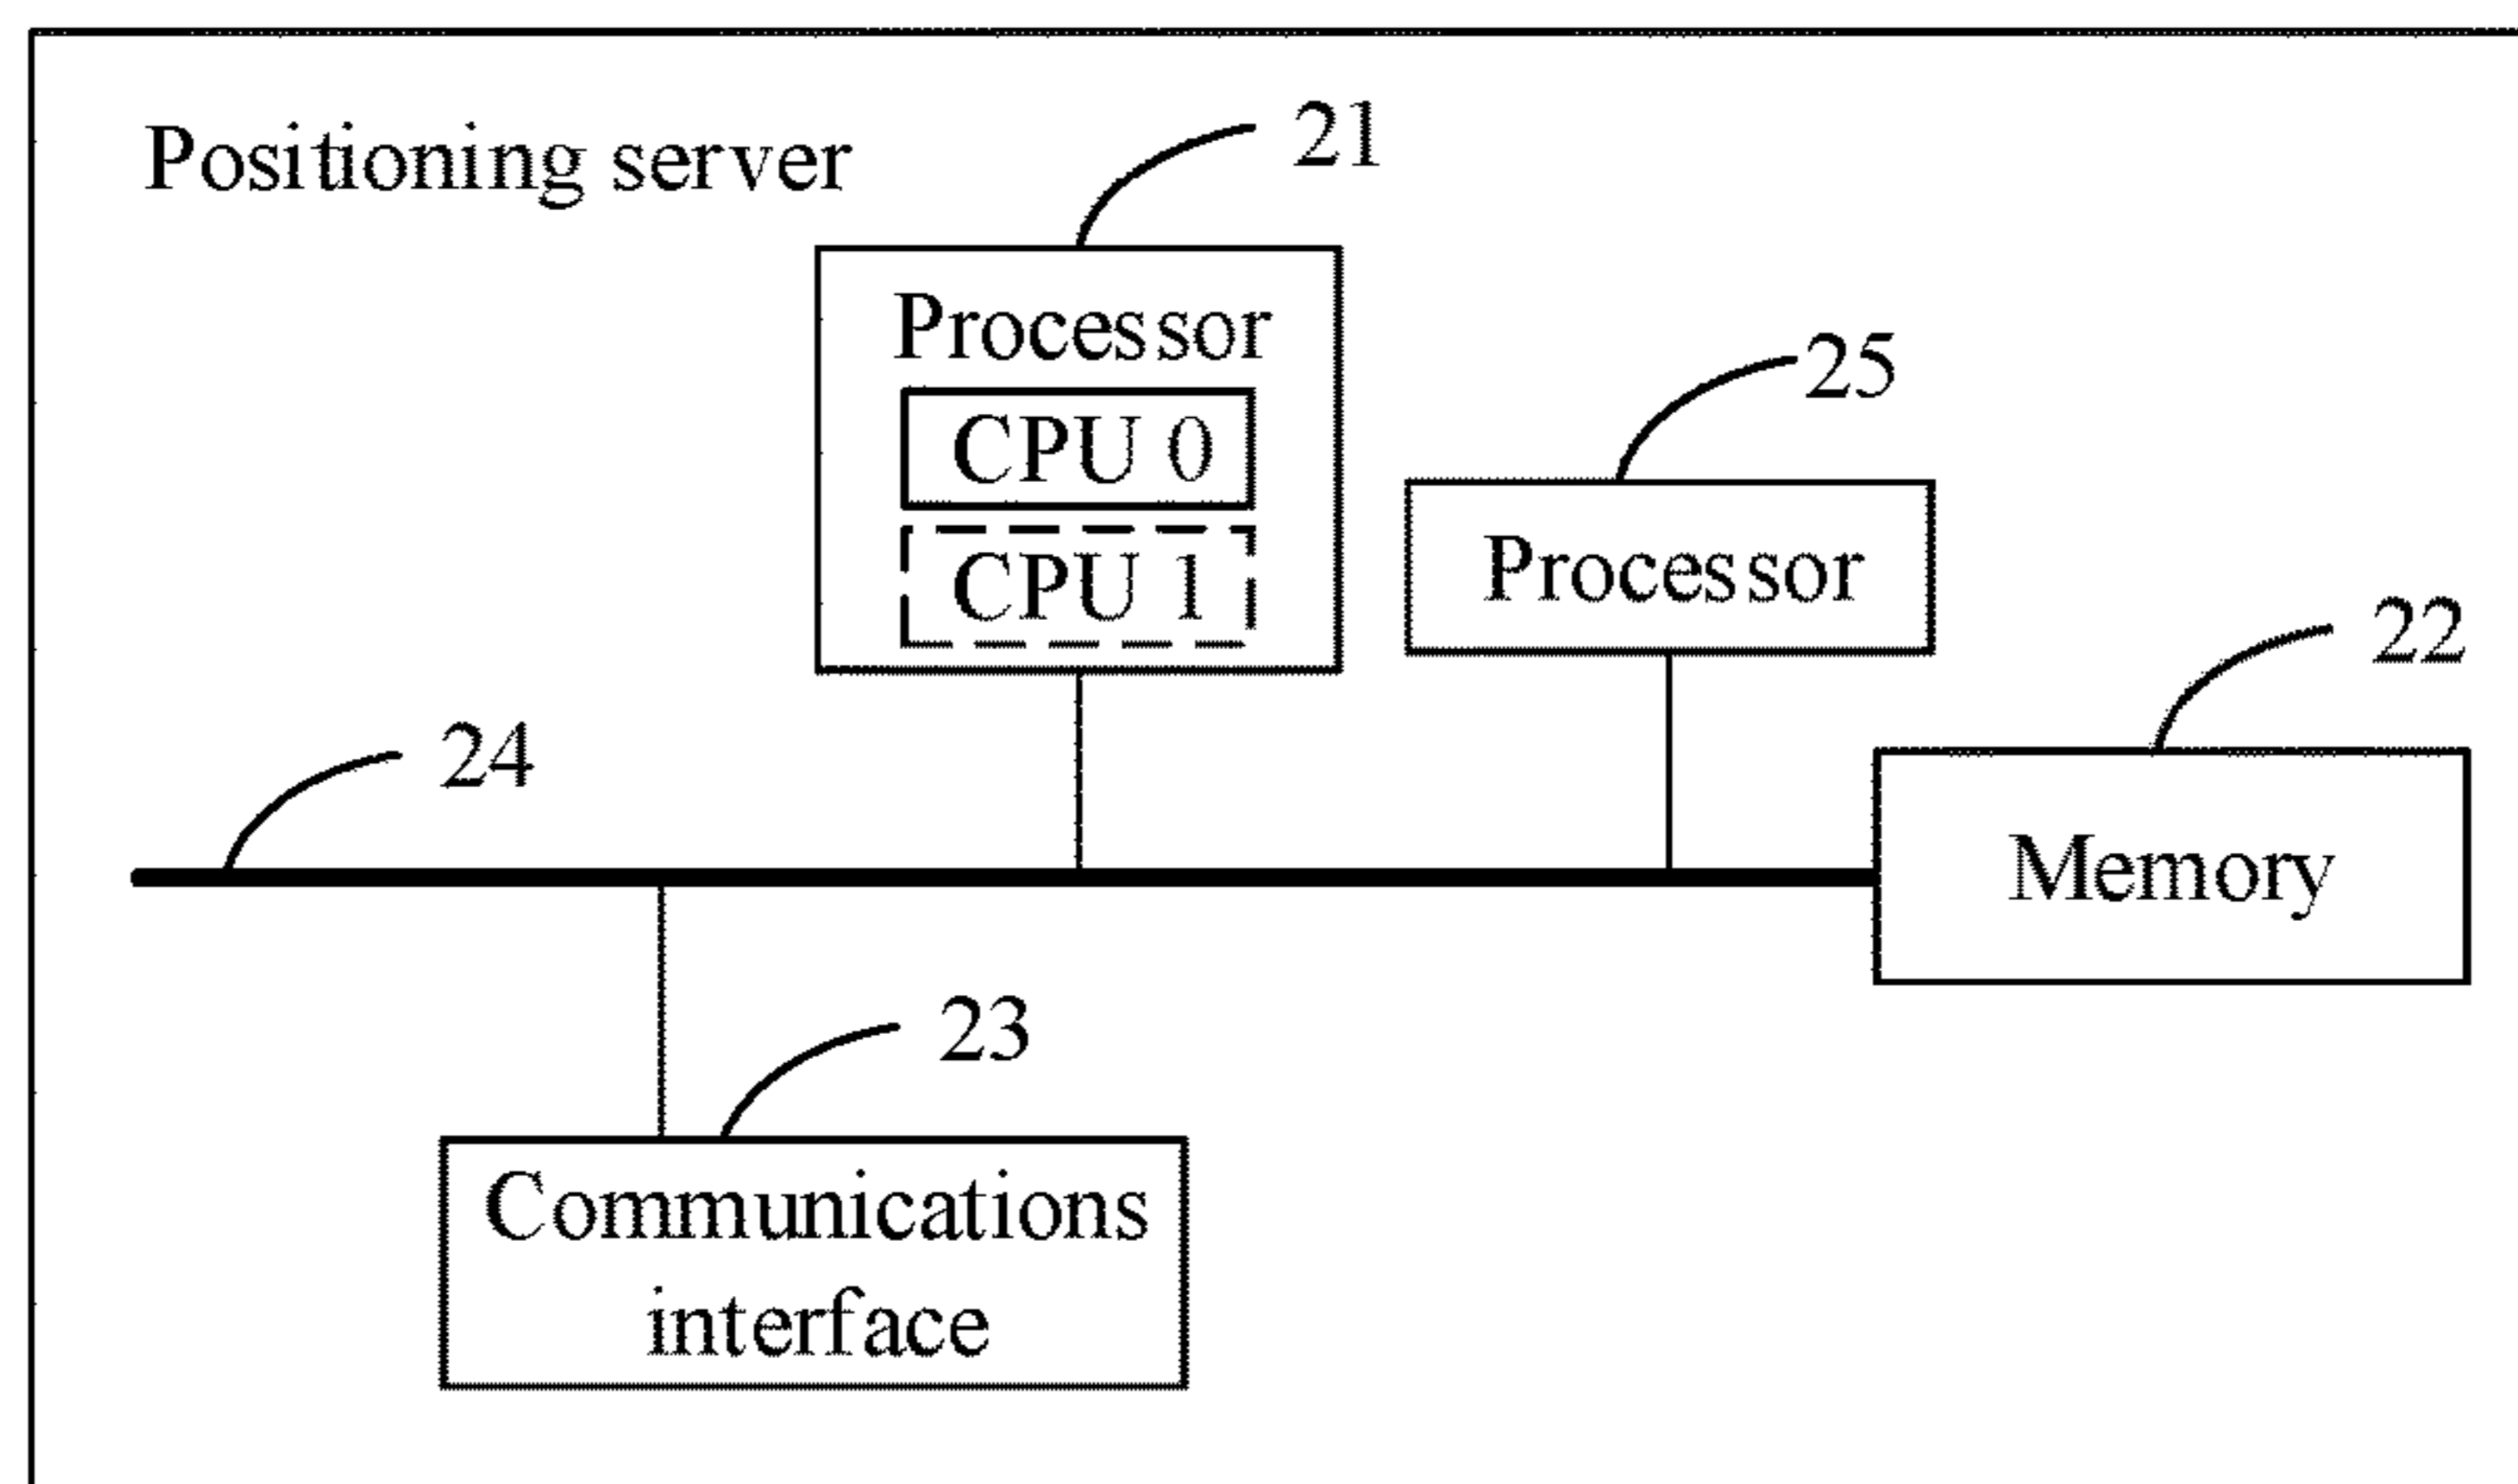 Positioning server
21
Processor
CPU 0
CPU 1
25
Processor
22
Memory
24
23
Communications
interface